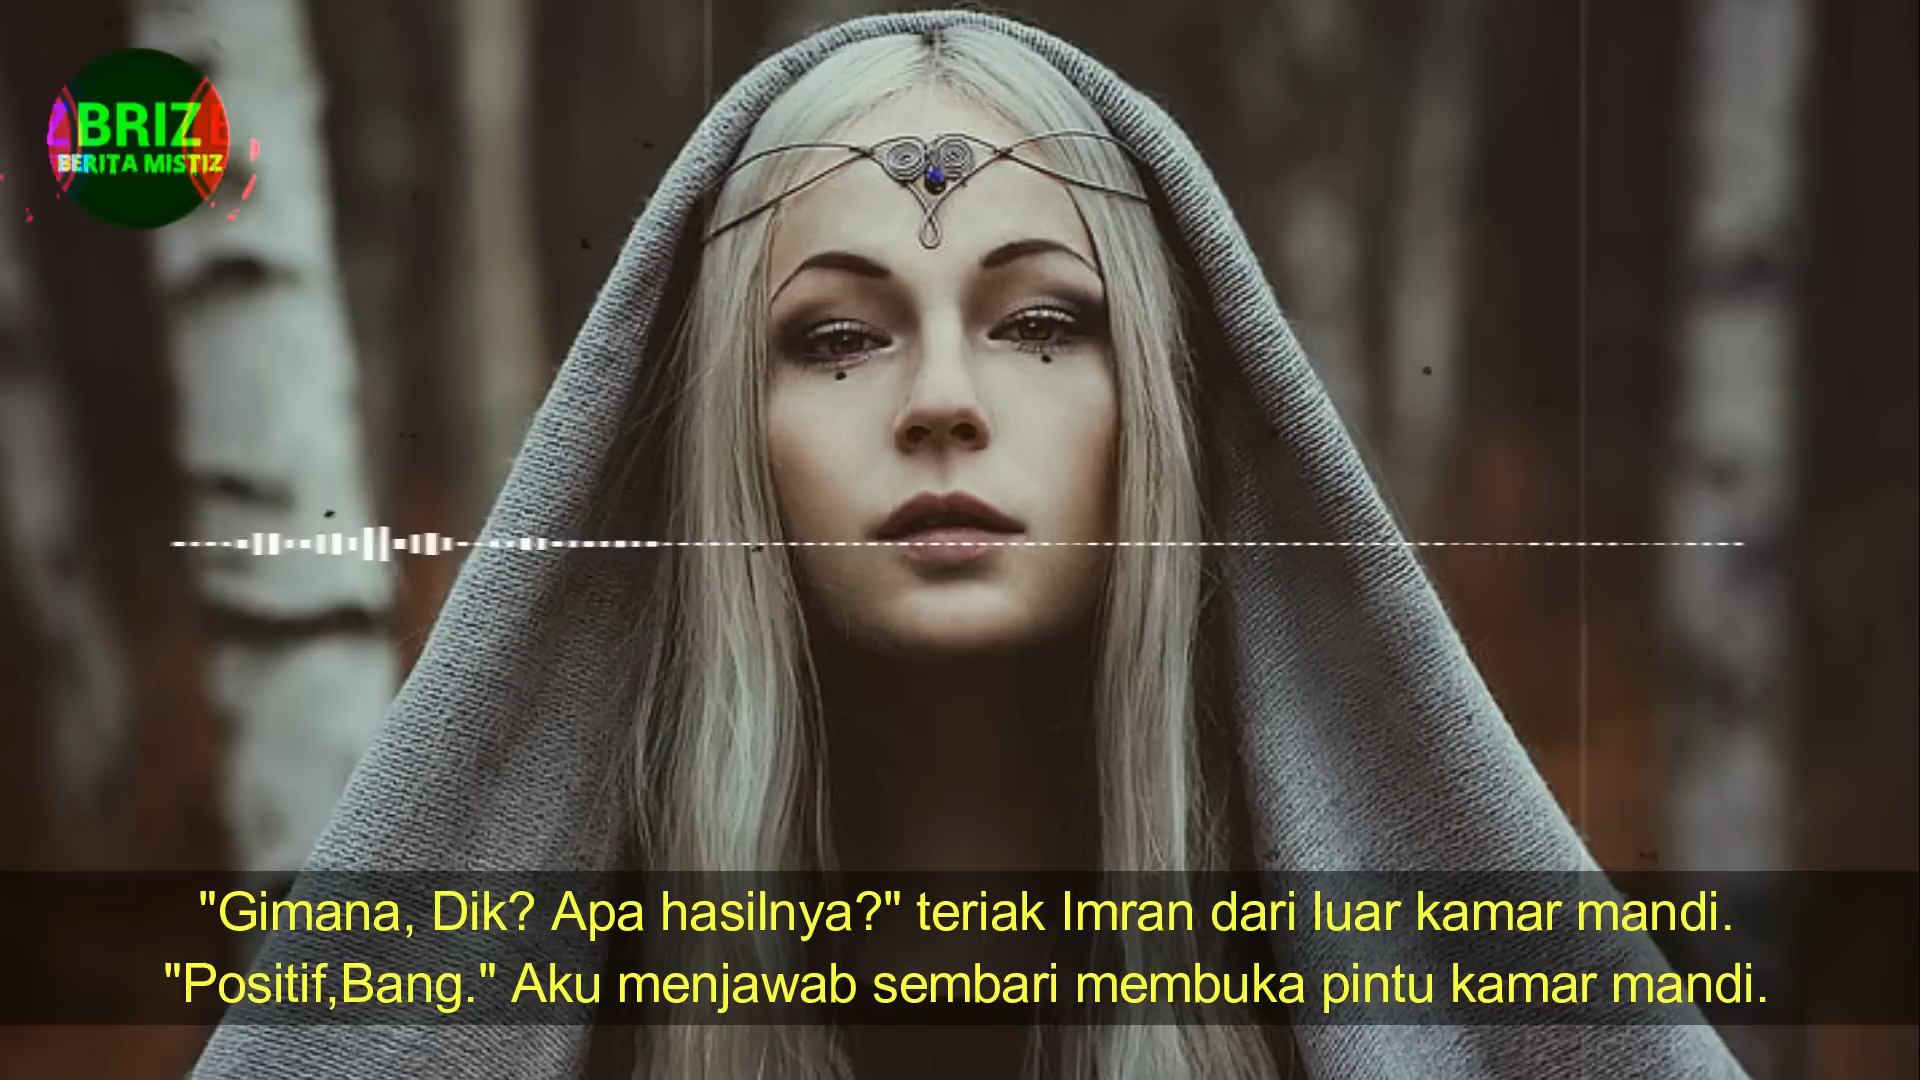 BRIZ
BERITA MISTIZ
"Gimana, Dik? Apa hasilnya?" teriak Imran dari luar kamar mandi.
"Positif,Bang." Aku menjawab sembari membuka pintu kamar mandi.